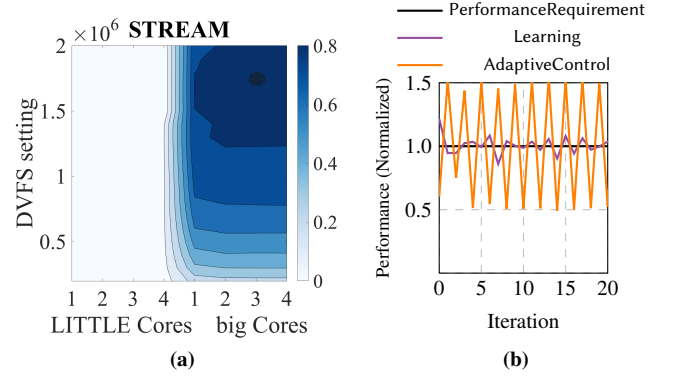 × 10⁶ STREAM
2
1.5
1
0.5
DVFS setting
1 2 3 4 1 2 3 4
LITTLE Cores big Cores
0.8
0.6
0.4
0.2
0
(a)
PerformanceRequirement
Learning
AdaptiveControl
1.5
1.0
0.5
Performance (Normalized)
0 5 10 15 20
Iteration
(b)